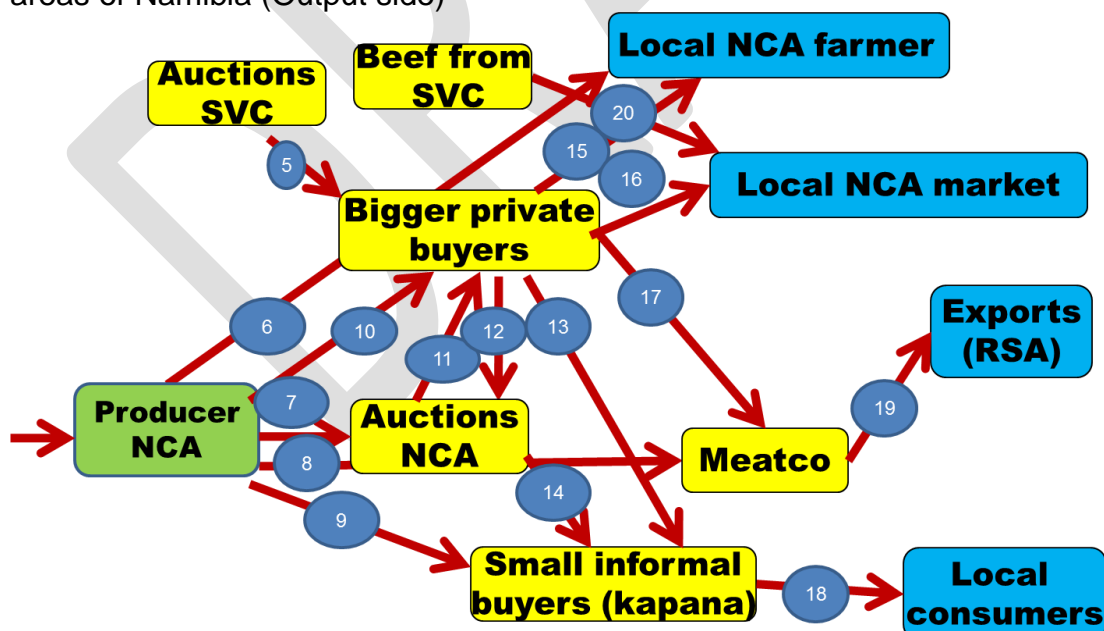 areas of Namibia (Output side)
Auctions
SVC
Beef from
SVC
Local NCA farmer
20
15
5
16
Local NCA market
Bigger private
buyers
17
6
10
12
13
11
Exports
(RSA)
Producer
NCA
7
Auctions
NCA
19
8
Meatco
14
9
Small informal
buyers (kapana)
18
Local
consumers